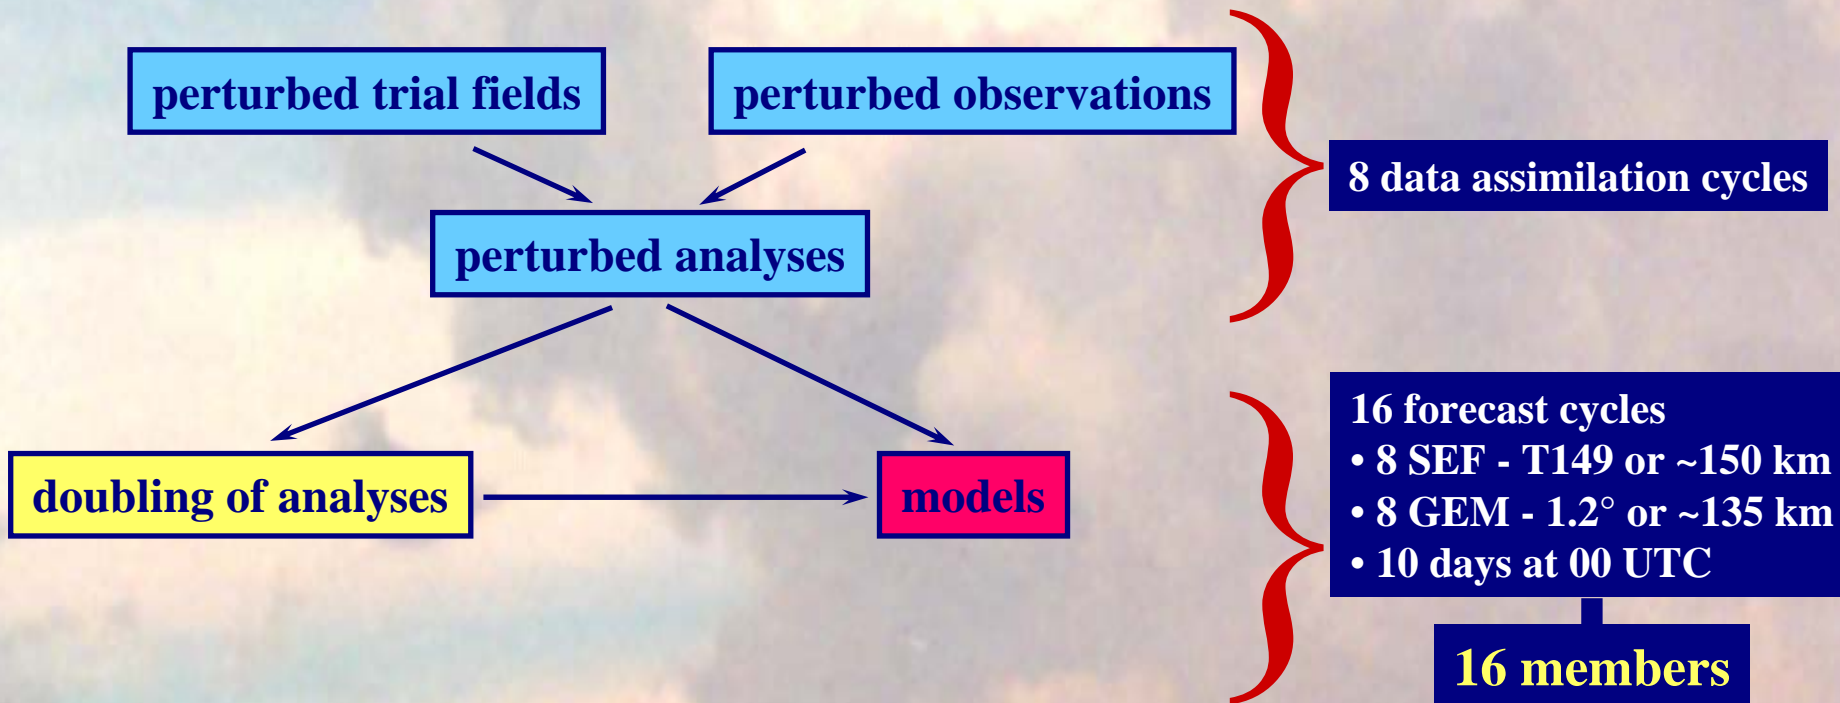 perturbed trial fields
perturbed observations
8 data assimilation cycles
perturbed analyses
doubling of analyses
models
16 forecast cycles
• 8 SEF - T149 or ~150 km
• 8 GEM - 1.2° or ~135 km
• 10 days at 00 UTC
16 members